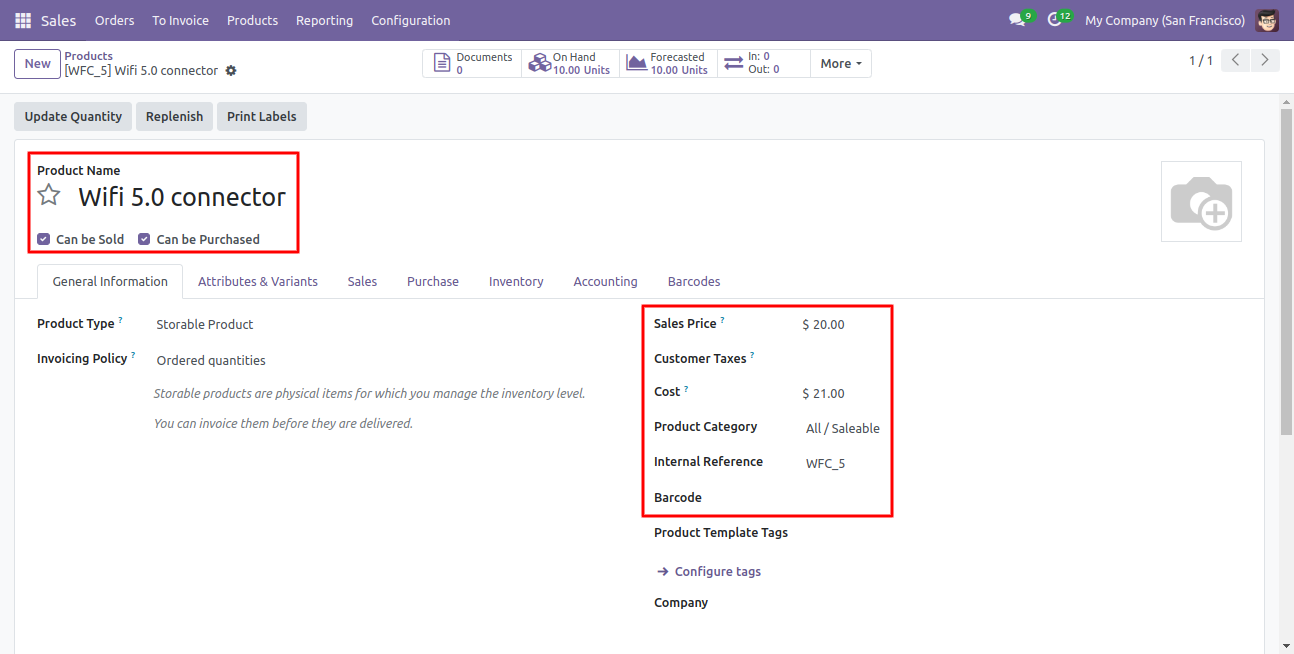 Sales Orders To Invoice Products Reporting Configuration 9 12 My Company (San Francisco)
New Products
[WFC_5] Wifi 5.0 connector
Documents 0
On Hand 10.00 Units
Forecasted 10.00 Units
In: 0
Out: 0
More
1 / 1
Update Quantity Replenish Print Labels
Product Name
Wifi 5.0 connector
Can be Sold Can be Purchased
General Information Attributes & Variants Sales Purchase Inventory Accounting Barcodes
Product Type ? Storable Product
Invoicing Policy ? Ordered quantities
Storable products are physical items for which you manage the inventory level.
You can invoice them before they are delivered.
Sales Price ? $ 20.00
Customer Taxes ?
Cost ? $ 21.00
Product Category All / Saleable
Internal Reference WFC_5
Barcode
Product Template Tags
→ Configure tags
Company